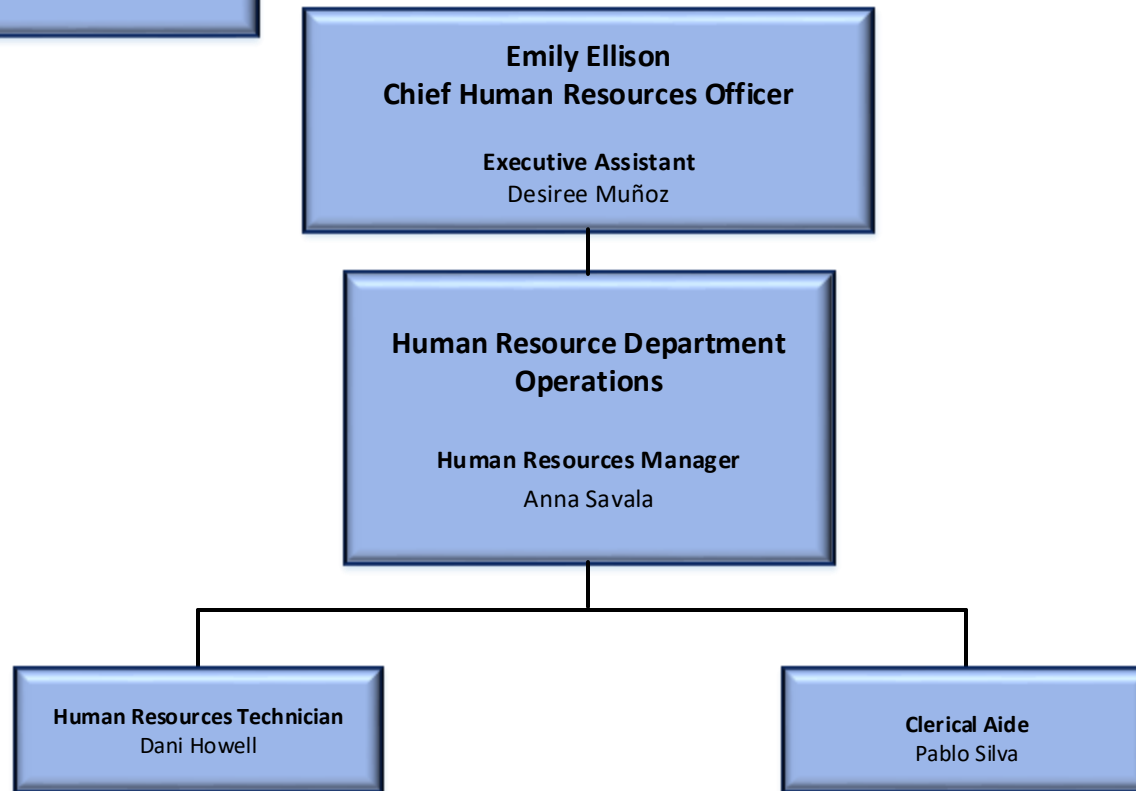 Emily Ellison
Chief Human Resources Officer
Executive Assistant
Desiree Muñoz
Human Resource Department
Operations
Human Resources Manager
Anna Savala
Human Resources Technician
Dani Howell
Clerical Aide
Pablo Silva